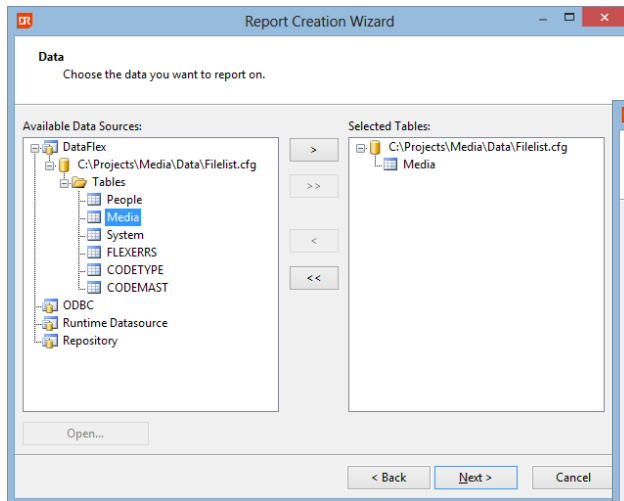 DR Report Creation Wizard
Data
Choose the data you want to report on.
Available Data Sources:
DataFlex
C:\Projects\Media\Data\Filelist.cfg
Tables
People
Media
System
FLEXERRS
CODETYPE
CODEMAST
ODBC
Runtime Datasource
Repository
Open...
>
>>
<
<<
Selected Tables:
C:\Projects\Media\Data\Filelist.cfg
Media
< Back Next > Cancel